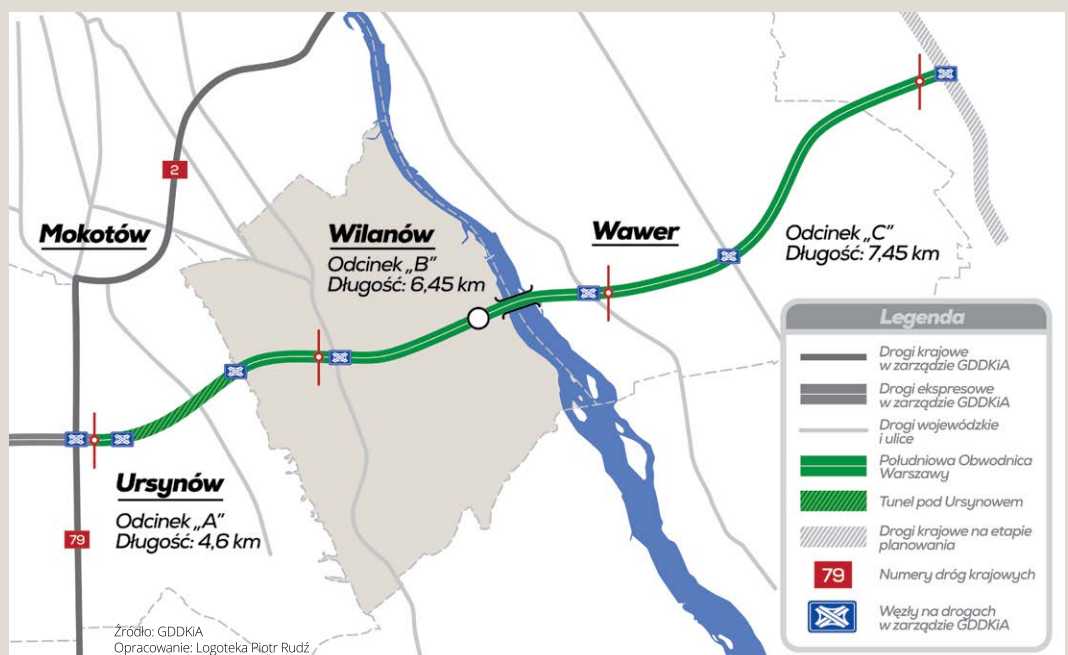 2
Mokotów
Wilanów
Odcinek „B”
Długość: 6,45 km
Wawer
Odcinek „C”
Długość: 7,45 km
Ursynów
Odcinek „A”
Długość: 4,6 km
79
Źródło: GDDKiA
Opracowanie: Logoteka Piotr Rudź
Legenda
Drogi krajowe
w zarządzie GDDKiA
Drogi ekspresowe
w zarządzie GDDKiA
Drogi wojewódzkie
i ulice
Południowa Obwodnica
Warszawy
Tunel pod Ursynowem
Drogi krajowe na etapie
planowania
79
Numery dróg krajowych
Węzły na drogach
w zarządzie GDDKiA